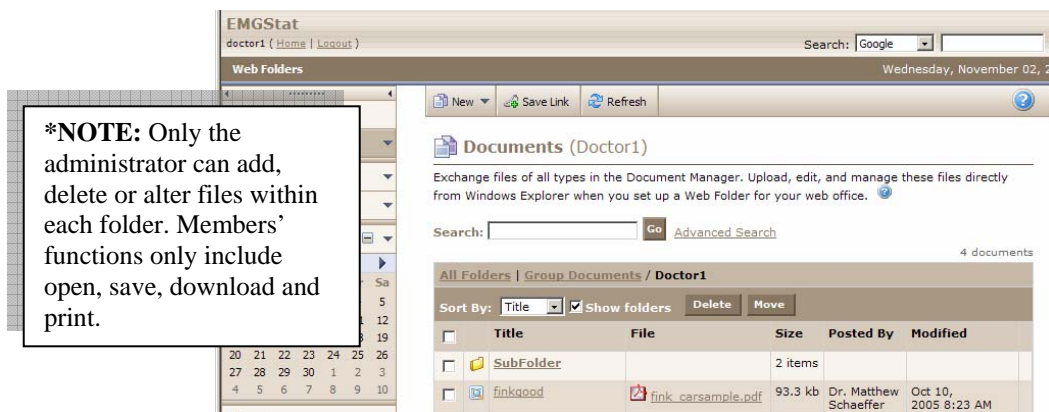 EMGStat
doctor1 ( Home | Logout )
Search: Google
Web Folders
Wednesday, November 02, 2
*NOTE: Only the
administrator can add,
delete or alter files within
each folder. Members’
functions only include
open, save, download and
print.
Sa
5
12
19
20 21 22 23 24 25 26
27 28 29 30 1 2 3
4 5 6 7 8 9 10
New Save Link Refresh
Documents (Doctor1)
Exchange files of all types in the Document Manager. Upload, edit, and manage these files directly
from Windows Explorer when you set up a Web Folder for your web office.
Search: Go Advanced Search
4 documents
All Folders | Group Documents / Doctor1
Sort By: Title Show folders Delete Move
Title File Size Posted By Modified
SubFolder 2 items
finkgood fink_carsample.pdf 93.3 kb Dr. Matthew Oct 10,
Schaeffer 2005 8:23 AM